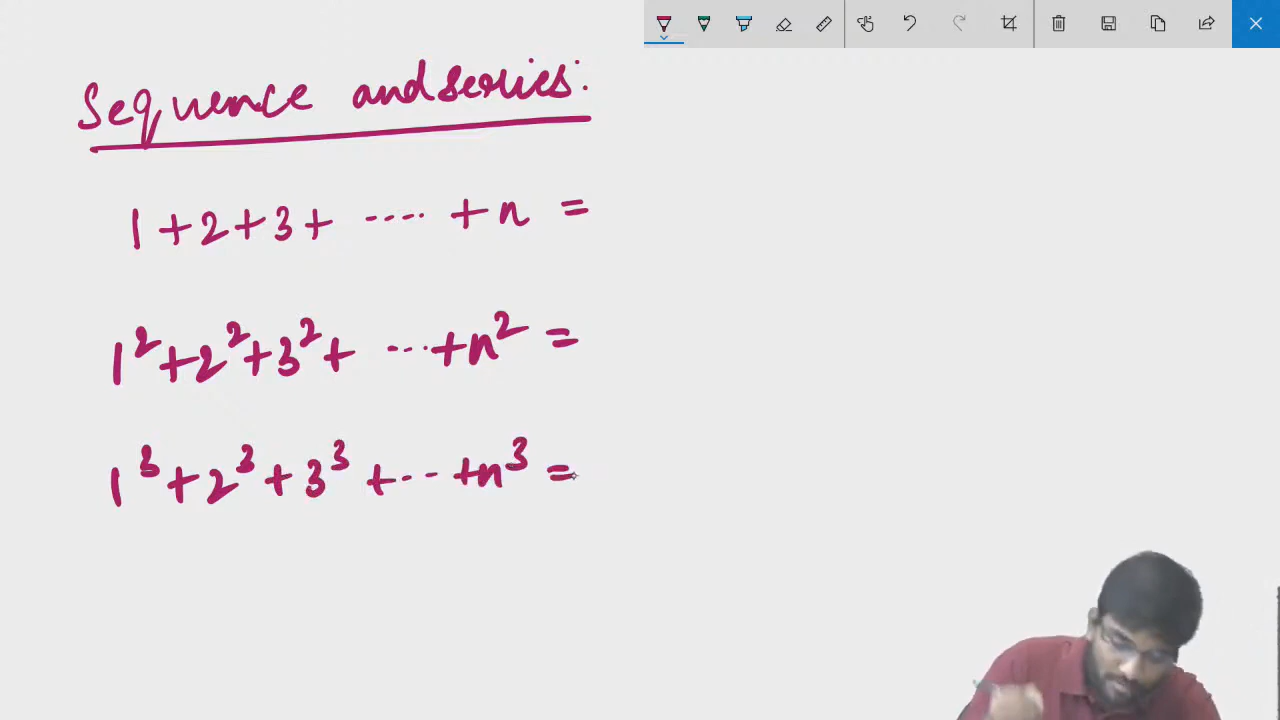 Sequence and series:
1+2+3+ ..... +n =
1²+2²+3²+ ....+n² =
1³+2³+3³+... +n³ =